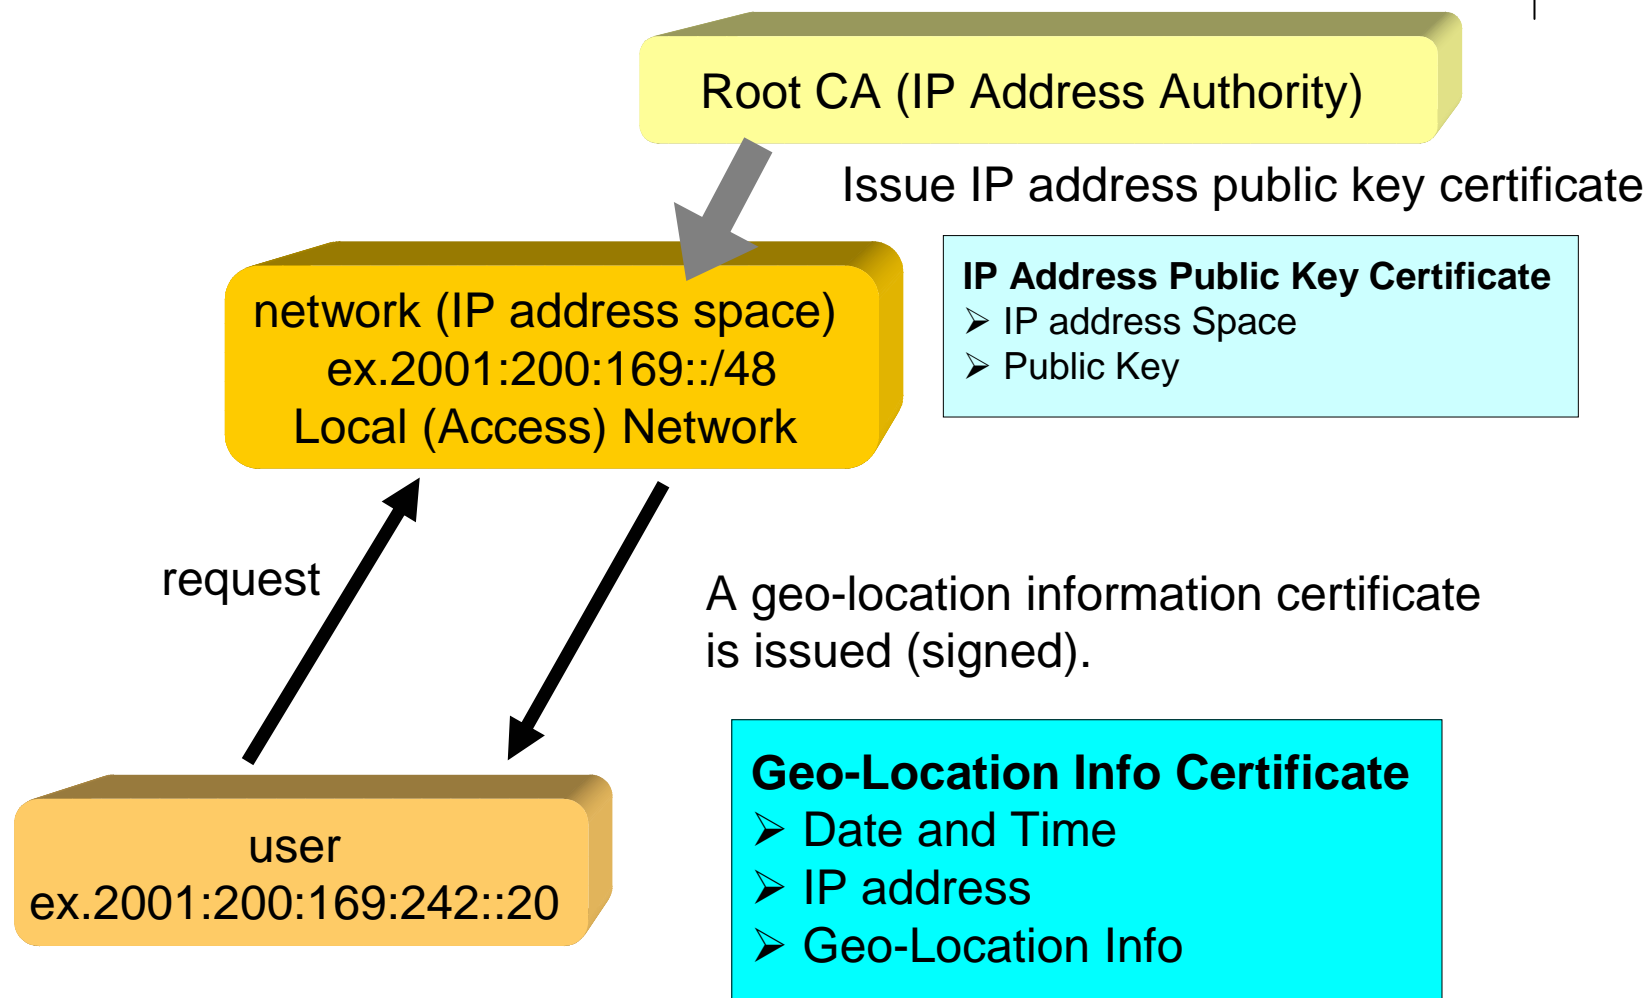 Root CA (IP Address Authority)
Issue IP address public key certificate
network (IP address space)
ex.2001:200:169::/48
Local (Access) Network
IP Address Public Key Certificate
➢ IP address Space
➢ Public Key
request
A geo-location information certificate
is issued (signed).
user
ex.2001:200:169:242::20
Geo-Location Info Certificate
➢ Date and Time
➢ IP address
➢ Geo-Location Info